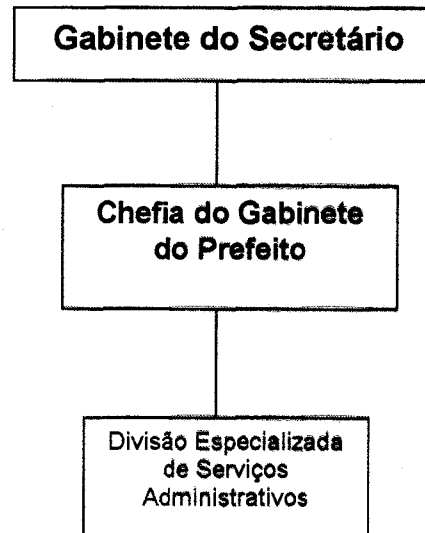 Gabinete do Secretário
Chefia do Gabinete
do Prefeito
Divisão Especializada
de Serviços
Administrativos